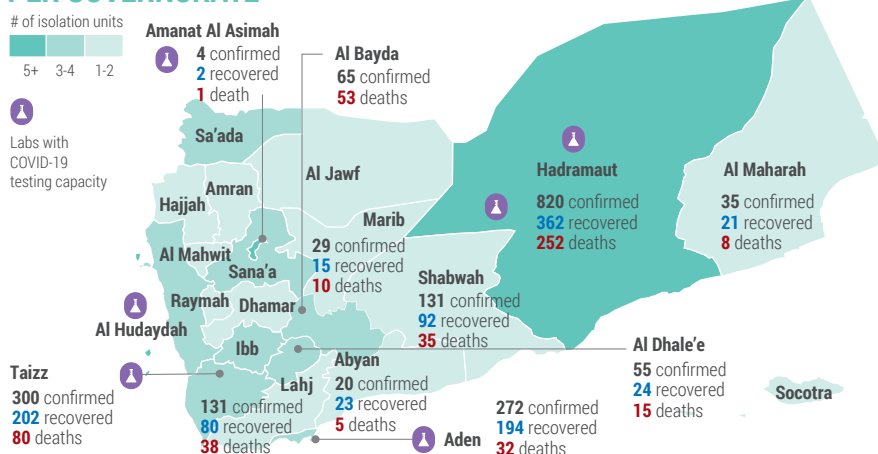 PER GOVERNORATE
# of isolation units
5+ 3-4 1-2
Labs with
COVID-19
testing capacity
Amanat Al Asimah
4 confirmed
2 recovered
1 death
Al Bayda
65 confirmed
53 deaths
Sa'ada
Al Jawf
Amran
Hajjah
Marib
29 confirmed
15 recovered
10 deaths
Al Mahwit
Sana'a
Raymah
Dhamar
Al Hudaydah
Ibb
Hadramaut
820 confirmed
362 recovered
252 deaths
Al Maharah
35 confirmed
21 recovered
8 deaths
Shabwah
131 confirmed
92 recovered
35 deaths
Taizz
300 confirmed
202 recovered
80 deaths
Lahj
131 confirmed
80 recovered
38 deaths
Abyan
20 confirmed
23 recovered
5 deaths
Aden
272 confirmed
194 recovered
32 deaths
Al Dhale'e
55 confirmed
24 recovered
15 deaths
Socotra